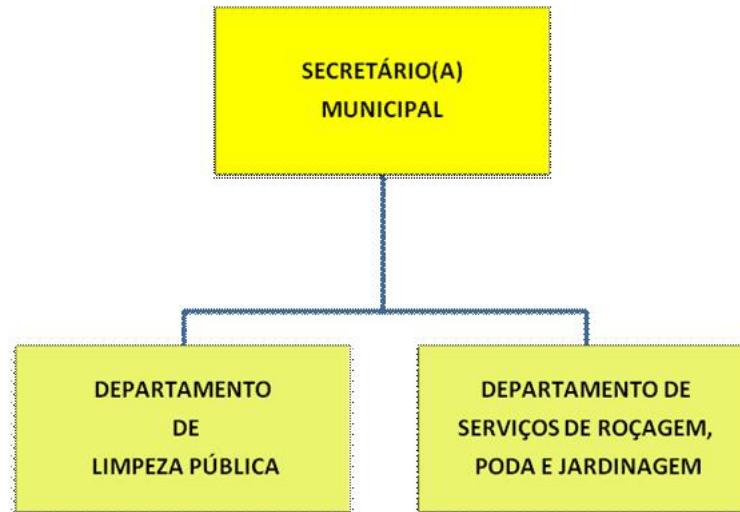 SECRETÁRIO(A)
MUNICIPAL
DEPARTAMENTO
DE
LIMPEZA PÚBLICA
DEPARTAMENTO DE
SERVIÇOS DE ROÇAGEM,
PODA E JARDINAGEM